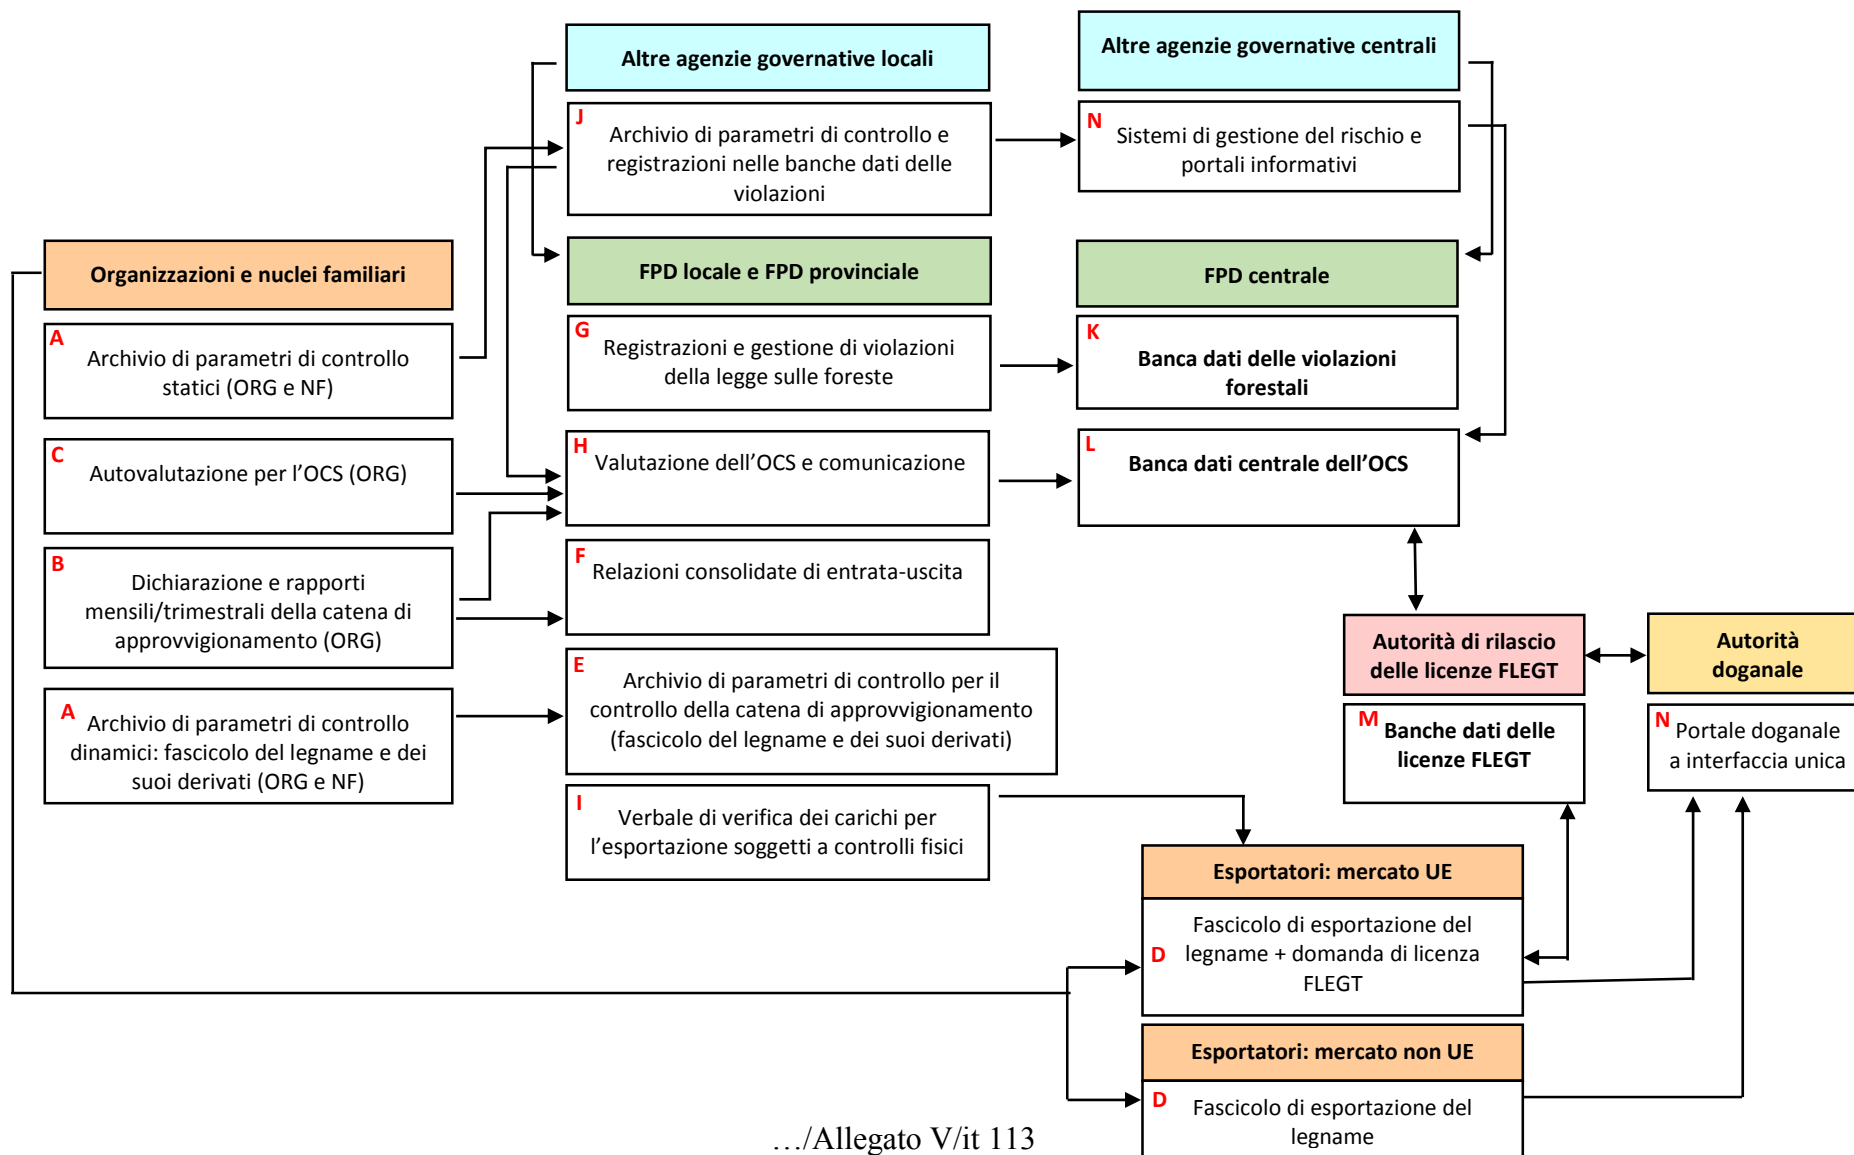 Altre agenzie governative locali
Altre agenzie governative centrali
J
Archivio di parametri di controllo e
registrazioni nelle banche dati delle
violazioni
N
Sistemi di gestione del rischio e
portali informativi
Organizzazioni e nuclei familiari
FPD locale e FPD provinciale
FPD centrale
A
Archivio di parametri di controllo
statici (ORG e NF)
G
Registrazioni e gestione di violazioni
della legge sulle foreste
K
Banca dati delle violazioni
forestali
C
Autovalutazione per l’OCS (ORG)
H
Valutazione dell’OCS e comunicazione
L
Banca dati centrale dell’OCS
B
Dichiarazione e rapporti
mensili/trimestrali della catena di
approvvigionamento (ORG)
F
Relazioni consolidate di entrata-uscita
A
Archivio di parametri di controllo
dinamici: fascicolo del legname e dei
suoi derivati (ORG e NF)
E
Archivio di parametri di controllo per il
controllo della catena di approvvigionamento
(fascicolo del legname e dei suoi derivati)
Autorità di rilascio
delle licenze FLEGT
Autorità
doganale
M
Banche dati delle
licenze FLEGT
N
Portale doganale
a interfaccia unica
I
Verbale di verifica dei carichi per
l’esportazione soggetti a controlli fisici
Esportatori: mercato UE
D
Fascicolo di esportazione del
legname + domanda di licenza
FLEGT
Esportatori: mercato non UE
D
Fascicolo di esportazione del
legname
…/Allegato V/it 113